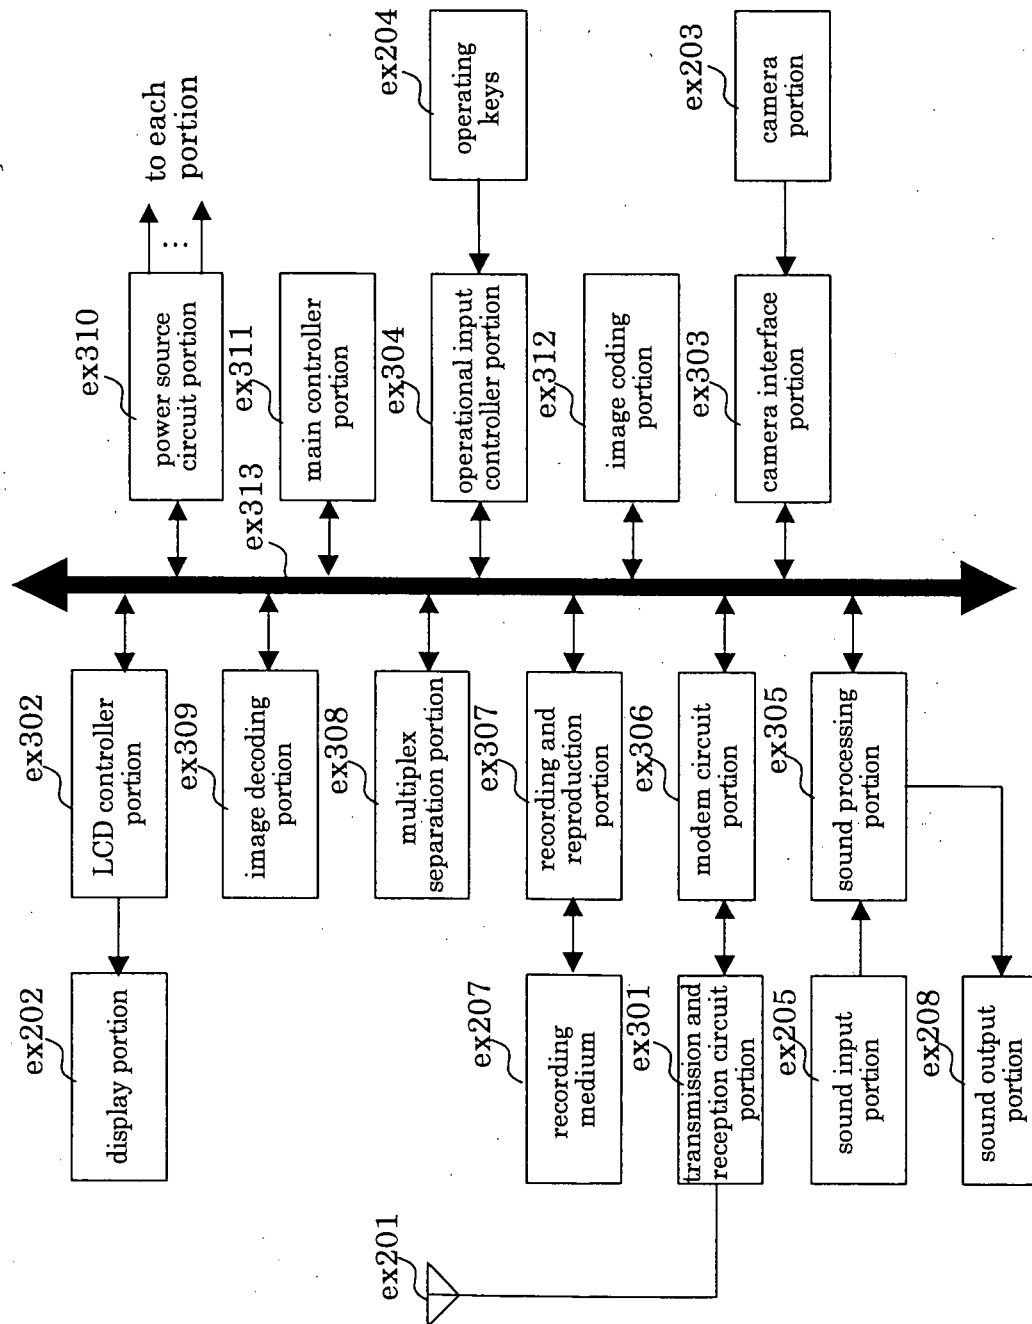 ex204
operating
keys
ex203
camera
portion
to each
portion
...
ex310
power source
circuit portion
ex311
main controller
portion
ex304
operational input
controller portion
ex312
image coding
portion
ex303
camera interface
portion
ex313
ex302
LCD controller
portion
ex309
image decoding
portion
ex308
multiplex
separation portion
ex307
recording and
reproduction
portion
ex306
modem circuit
portion
ex305
sound processing
portion
ex202
display portion
ex207
recording
medium
ex301
transmission and
reception circuit
portion
ex205
sound input
portion
ex208
sound output
portion
ex201